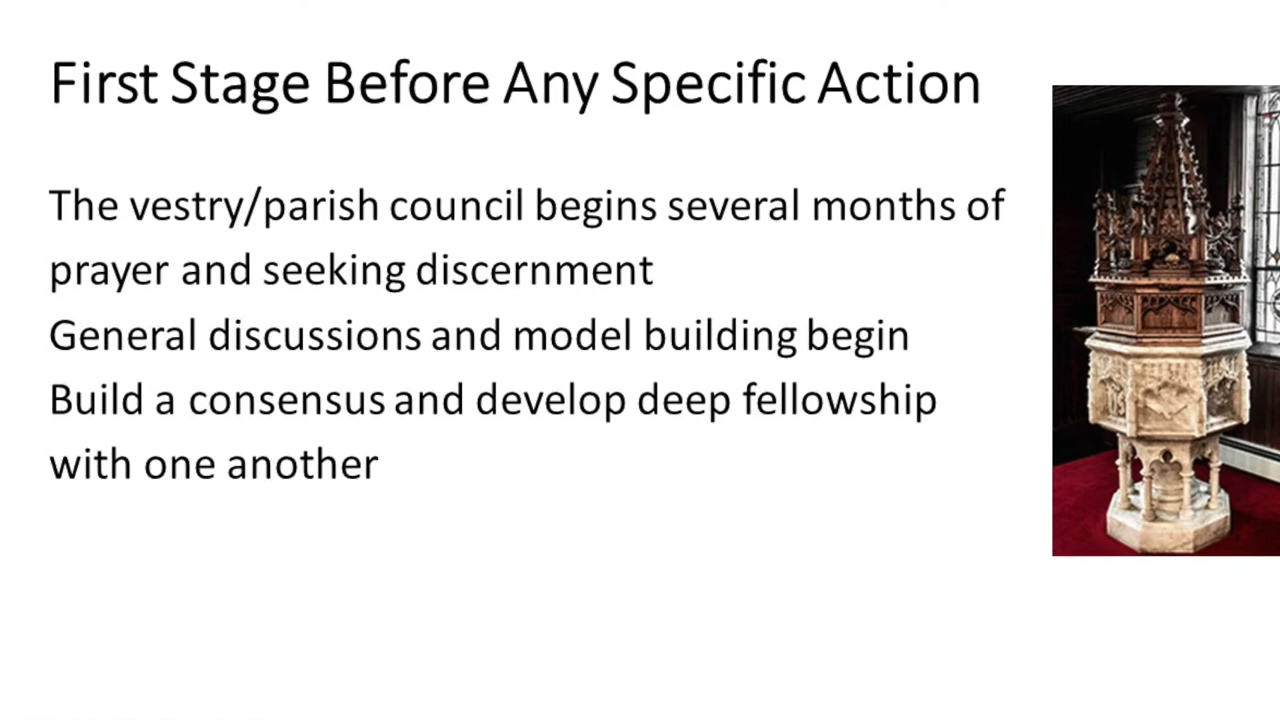 First Stage Before Any Specific Action
The vestry/parish council begins several months of
prayer and seeking discernment
General discussions and model building begin
Build a consensus and develop deep fellowship
with one another